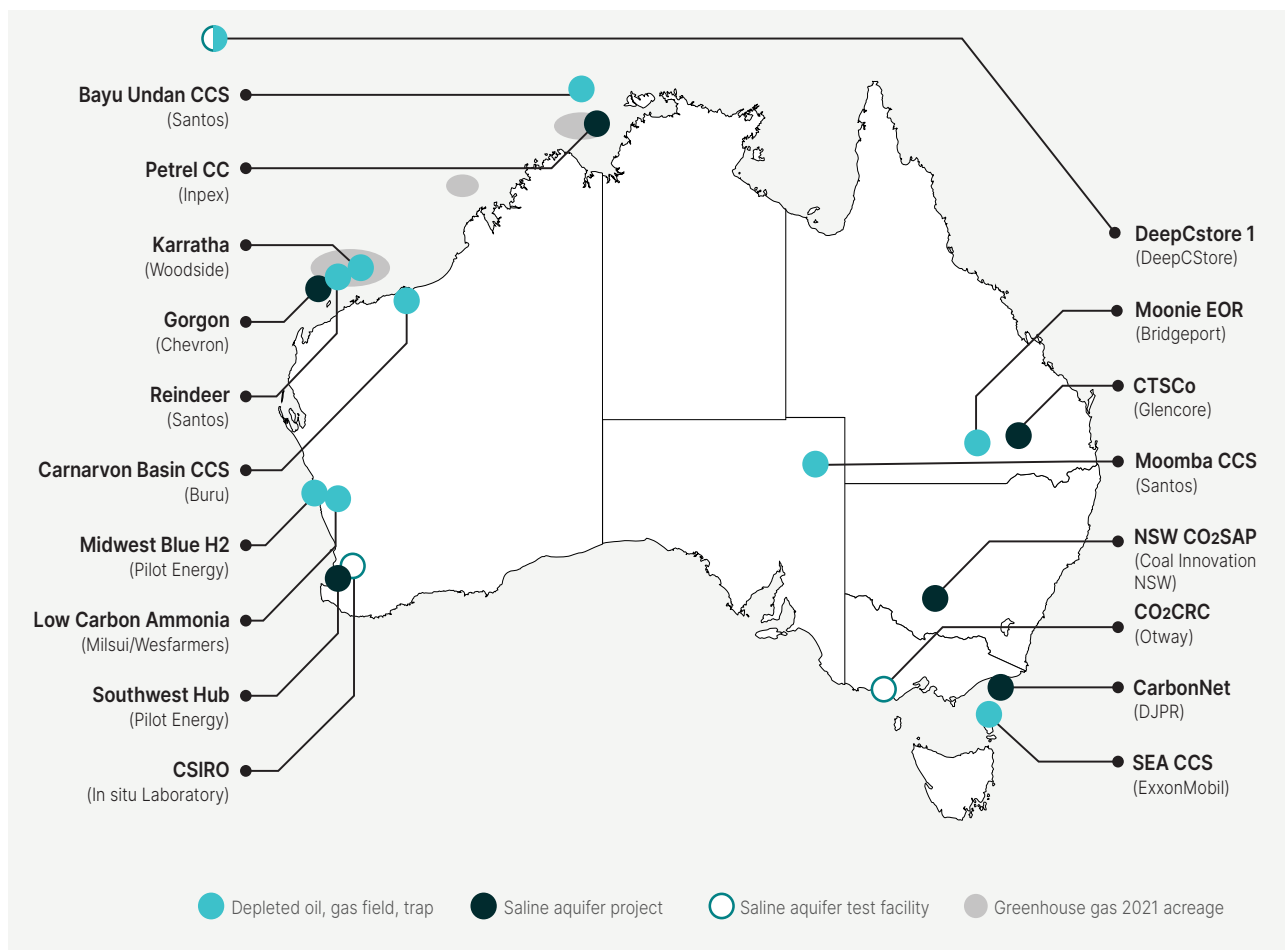 Bayu Undan CCS
(Santos)
Petrel CC
(Inpex)
Karratha
(Woodside)
Gorgon
(Chevron)
Reindeer
(Santos)
Carnarvon Basin CCS
(Buru)
Midwest Blue H2
(Pilot Energy)
Low Carbon Ammonia
(Milsui/Wesfarmers)
Southwest Hub
(Pilot Energy)
CSIRO
(In situ Laboratory)
DeepCstore 1
(DeepCStore)
Moonie EOR
(Bridgeport)
CTSCo
(Glencore)
Moomba CCS
(Santos)
NSW CO2SAP
(Coal Innovation
NSW)
CO2CRC
(Otway)
CarbonNet
(DJPR)
SEA CCS
(ExxonMobil)
Depleted oil, gas field, trap
Saline aquifer project
Saline aquifer test facility
Greenhouse gas 2021 acreage